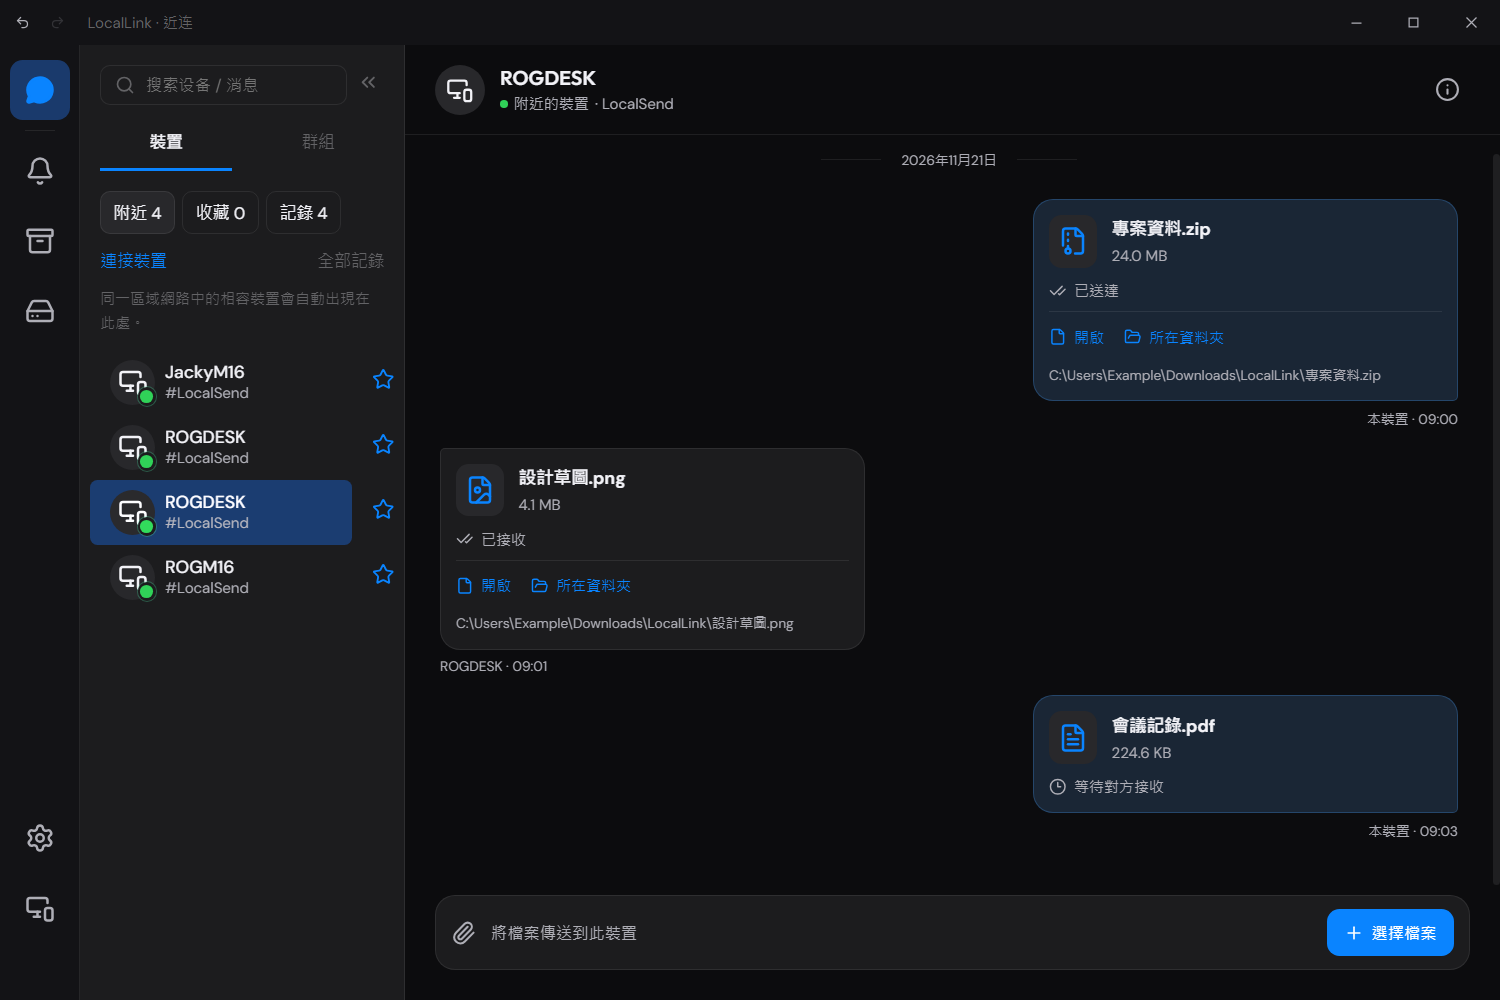 LocalLink · 近连
搜索设备 / 消息
裝置
群組
附近 4
收藏 0
記錄 4
連接裝置
全部記錄
同一區域網路中的相容裝置會自動出現在
此處。
JackyM16
#LocalSend
ROGDESK
#LocalSend
ROGDESK
#LocalSend
ROGM16
#LocalSend
ROGDESK
附近的裝置 · LocalSend
2026年11月21日
專案資料.zip
24.0 MB
已送達
開啟
所在資料夾
C:\Users\Example\Downloads\LocalLink\專案資料.zip
本裝置 · 09:00
設計草圖.png
4.1 MB
已接收
開啟
所在資料夾
C:\Users\Example\Downloads\LocalLink\設計草圖.png
ROGDESK · 09:01
會議記錄.pdf
224.6 KB
等待對方接收
本裝置 · 09:03
將檔案傳送到此裝置
選擇檔案